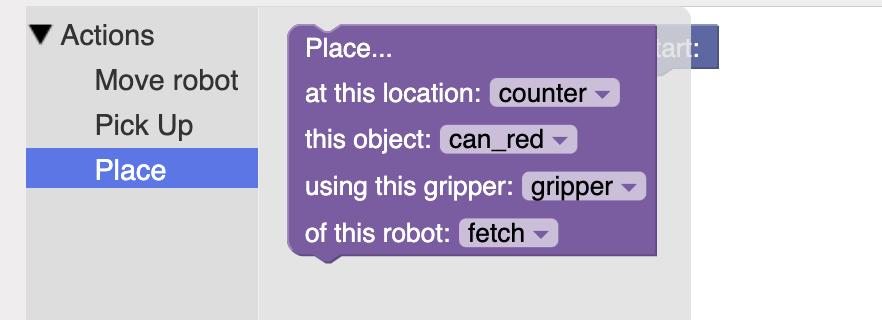 ▼ Actions
Move robot
Pick Up
Place
Place...
at this location: counter
this object: can_red
using this gripper: gripper
of this robot: fetch
tart: